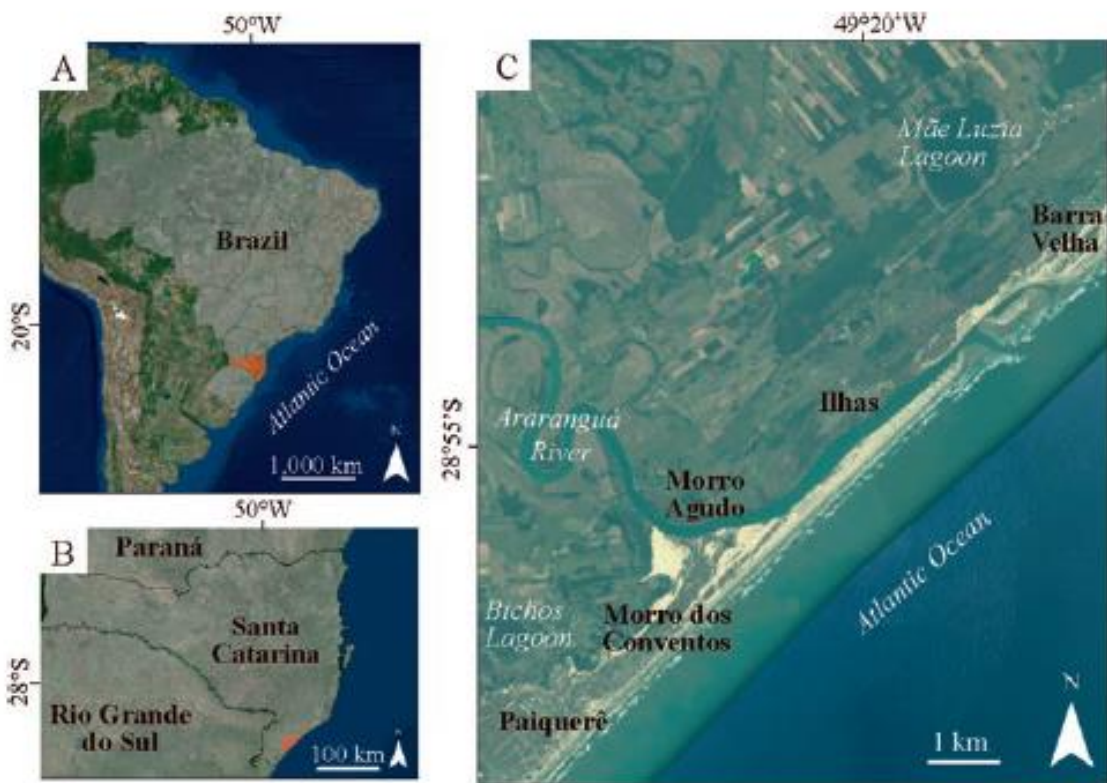 50°W
A
Brazil
20°S
Atlantic Ocean
N
1,000 km
50°W
B
Paraná
Santa
Catarina
28°S
Rio Grande
do Sul
100 km
N
49°20'W
C
Mãe Luzia
Lagoon
Barra
Velha
Ilhas
28°55'S
Araranguá
River
Morro
Agudo
Atlantic Ocean
Bichos
Lagoon
Morro dos
Conventos
Paiquerê
N
1 km